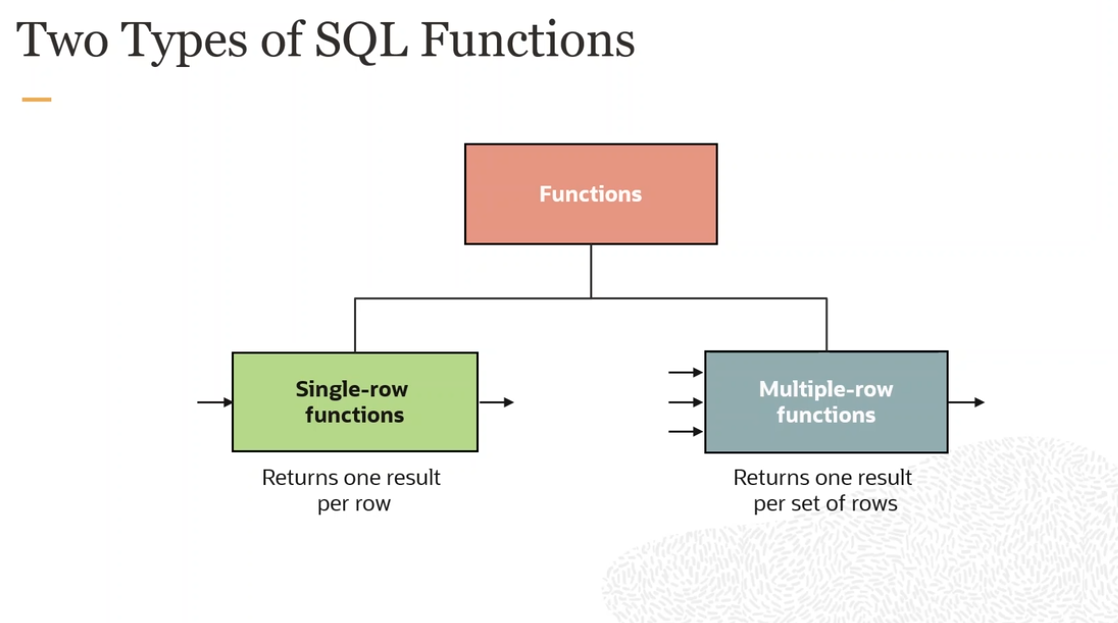 Two Types of SQL Functions
Functions
Single-row
functions
Returns one result
per row
Multiple-row
functions
Returns one result
per set of rows